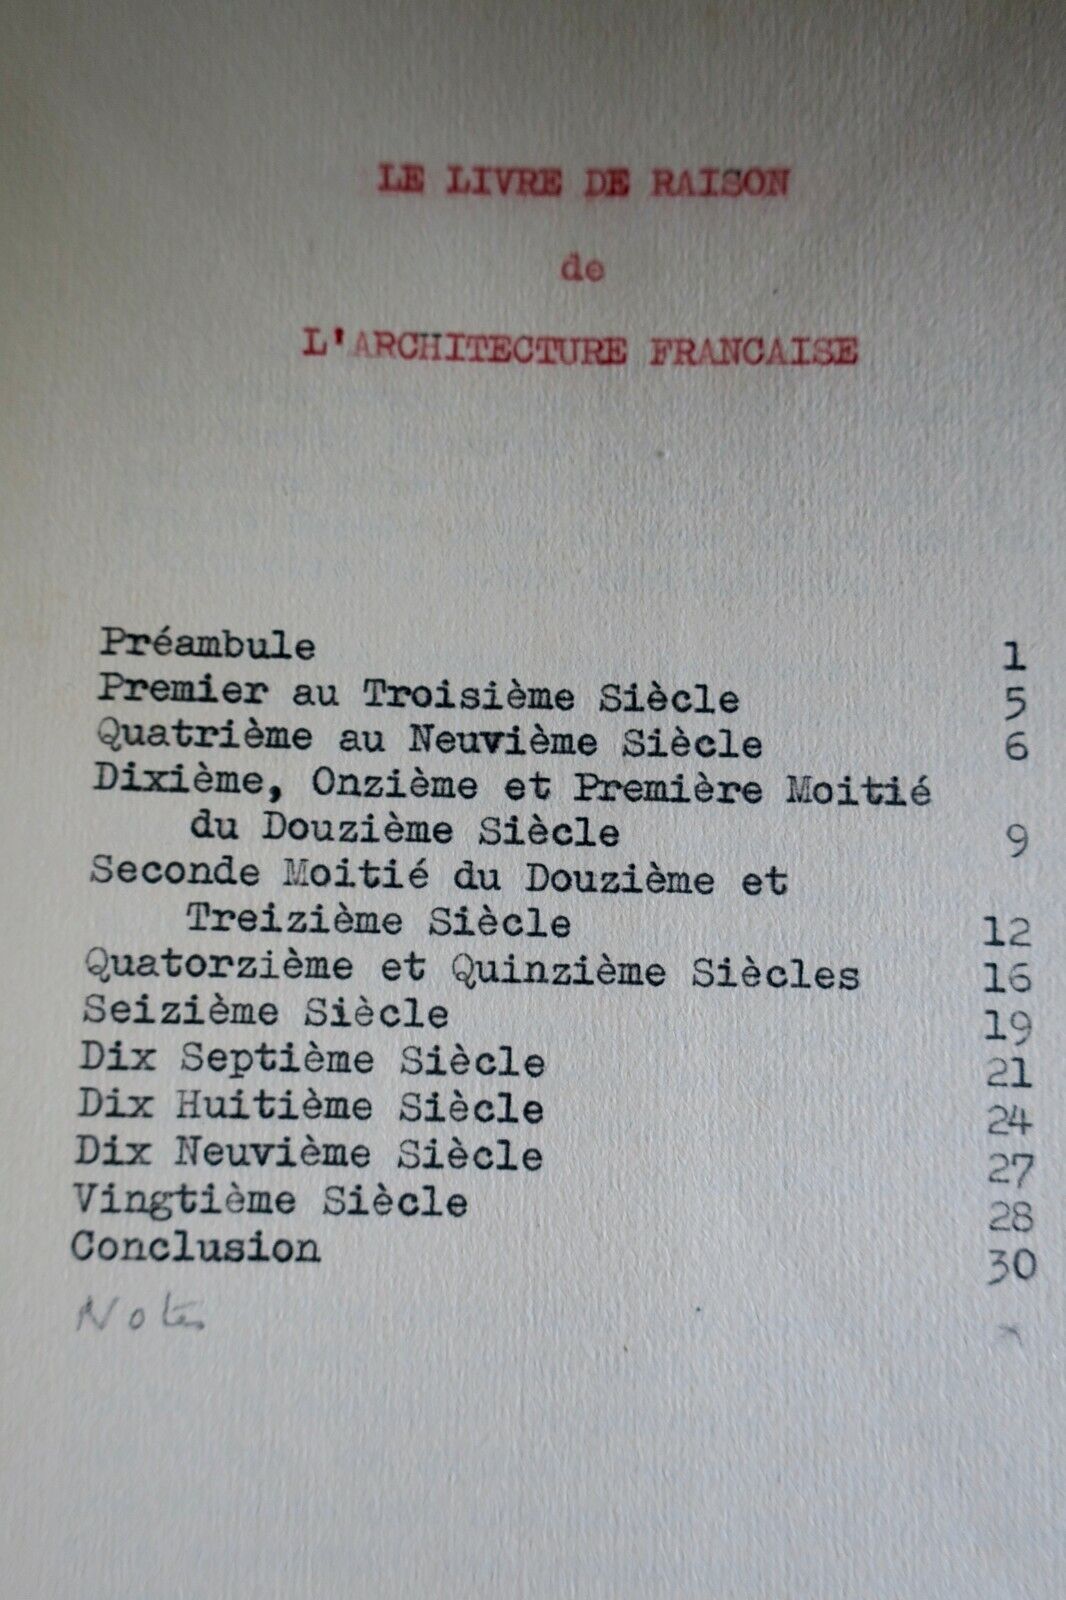 LE LIVRE DE RAISON
de
L'ARCHITECTURE FRANCAISE
Préambule 1
Premier au Troisième Siècle 5
Quatrième au Neuvième Siècle 6
Dixième, Onzième et Première Moitié
du Douzième Siècle 9
Seconde Moitié du Douzième et
Treizième Siècle 12
Quatorzième et Quinzième Siècles 16
Seizième Siècle 19
Dix Septième Siècle 21
Dix Huitième Siècle 24
Dix Neuvième Siècle 27
Vingtième Siècle 28
Conclusion 30
Notes